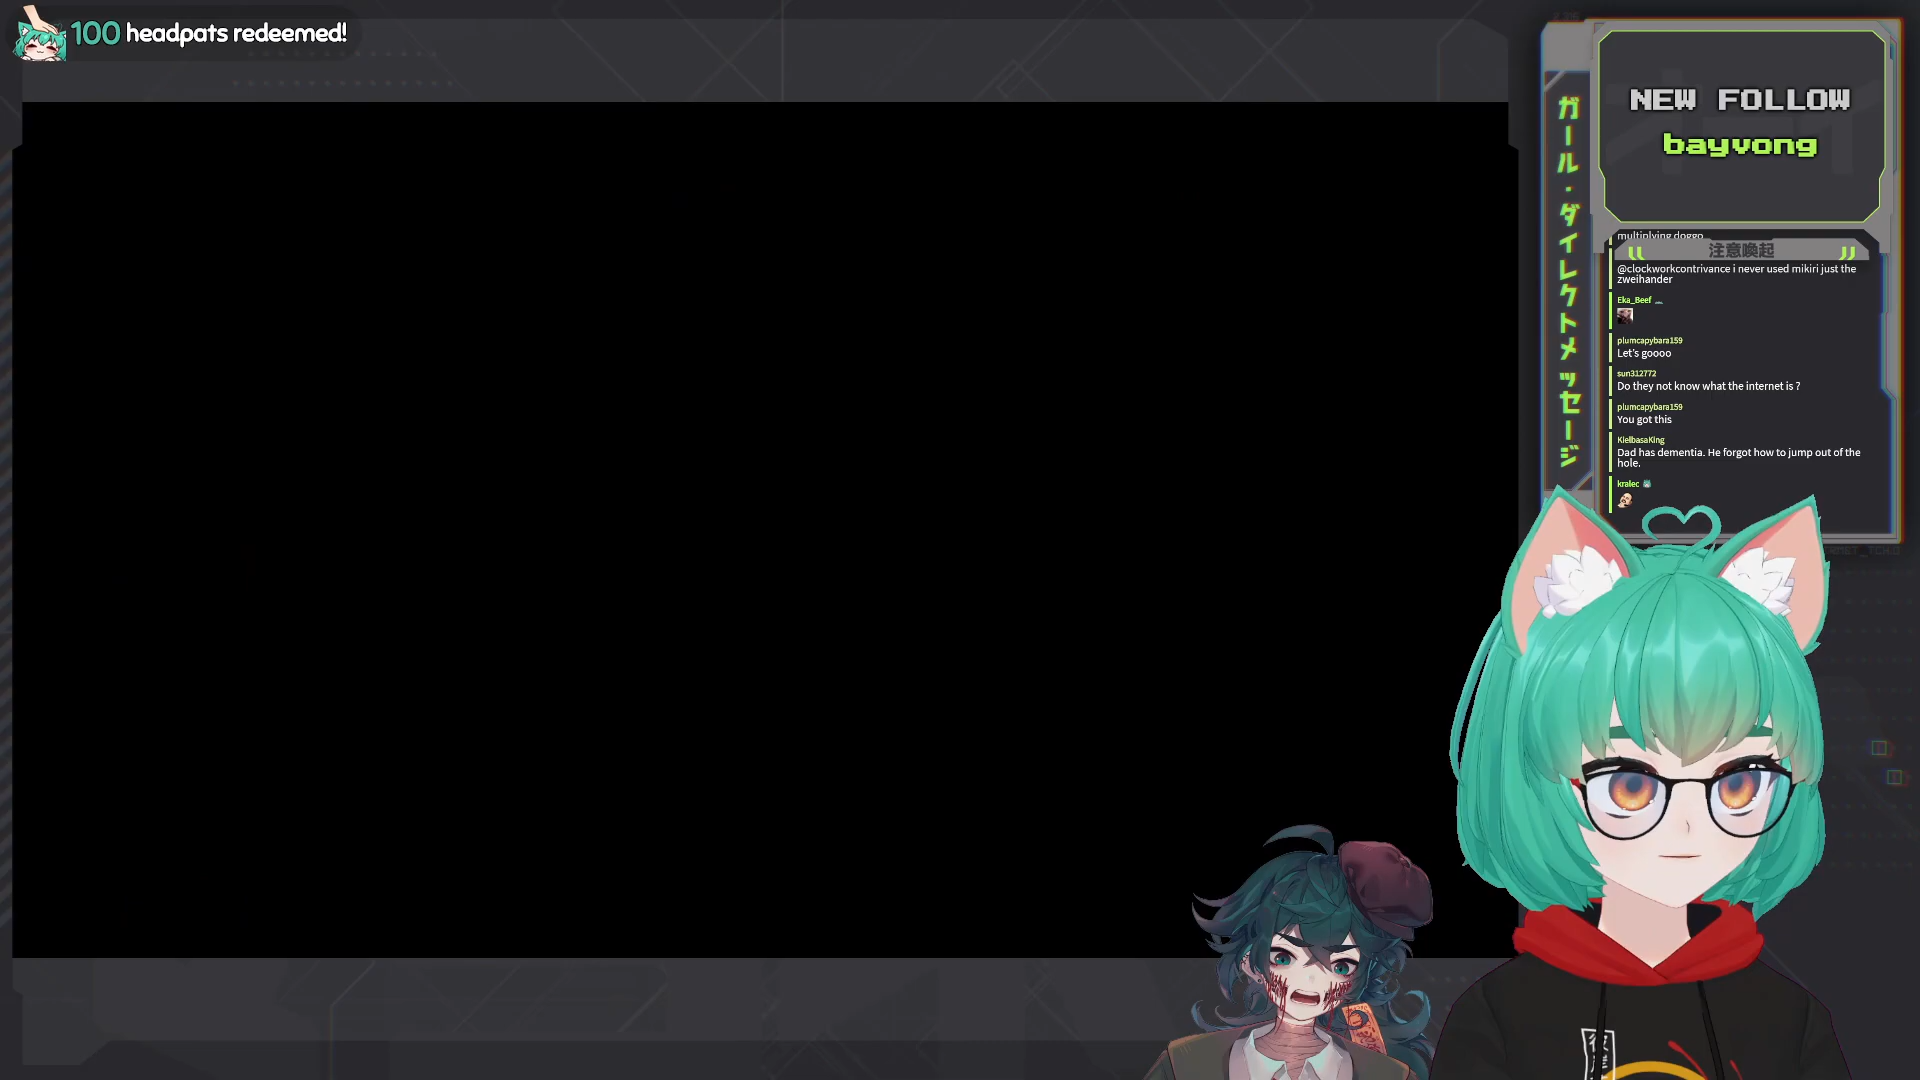 100 headpats redeemed!
NEW FOLLOW
bayvong
ガール・ダイレクトメッセージ
multiplying doggo
注意喚起
@clockworkcontrivance i never used mikiri just the
zweihander
Eka_Beef
plumcapybara159
Let's goooo
sun312772
Do they not know what the internet is ?
plumcapybara159
You got this
KielbasaKing
Dad has dementia. He forgot how to jump out of the
hole.
kralec